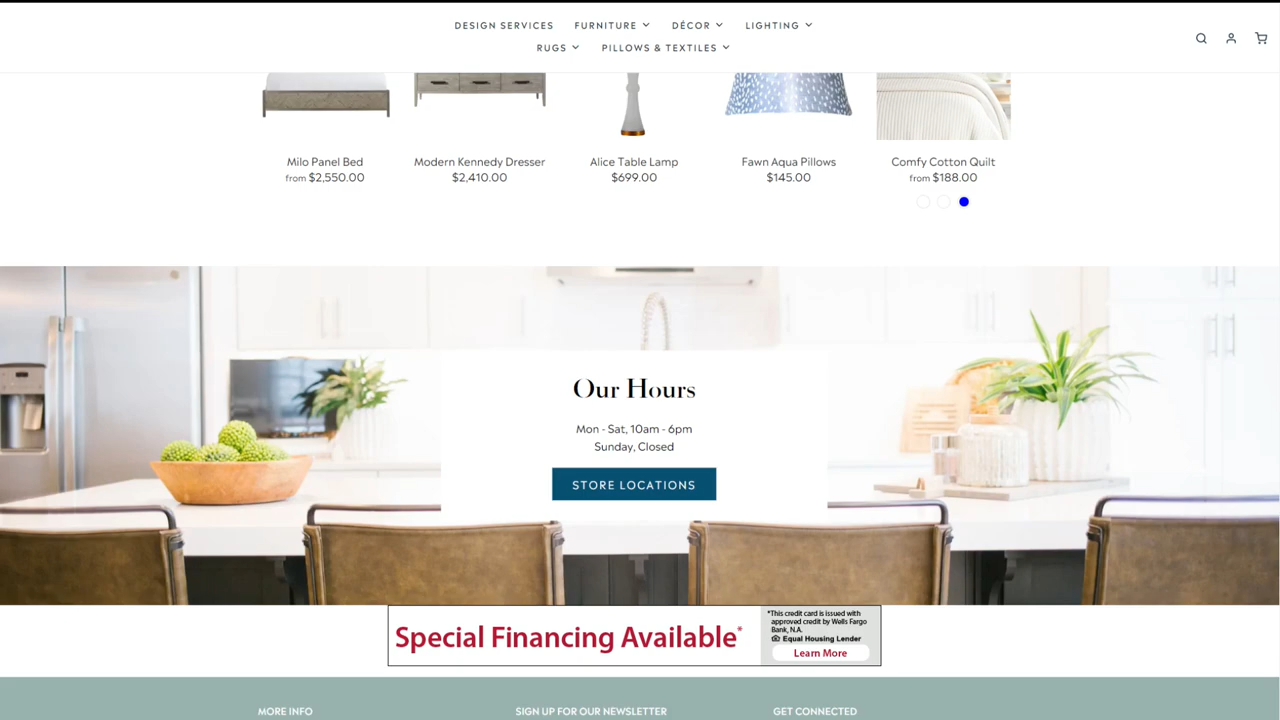 DESIGN SERVICES FURNITURE DÉCOR LIGHTING
RUGS PILLOWS & TEXTILES
Milo Panel Bed
from $2,550.00
Modern Kennedy Dresser
$2,410.00
Alice Table Lamp
$699.00
Fawn Aqua Pillows
$145.00
Comfy Cotton Quilt
from $188.00
Our Hours
Mon - Sat, 10am - 6pm
Sunday, Closed
STORE LOCATIONS
Special Financing Available*
*This credit card is issued with
approved credit by Wells Fargo
Bank, N.A.
Equal Housing Lender
Learn More
MORE INFO
SIGN UP FOR OUR NEWSLETTER
GET CONNECTED